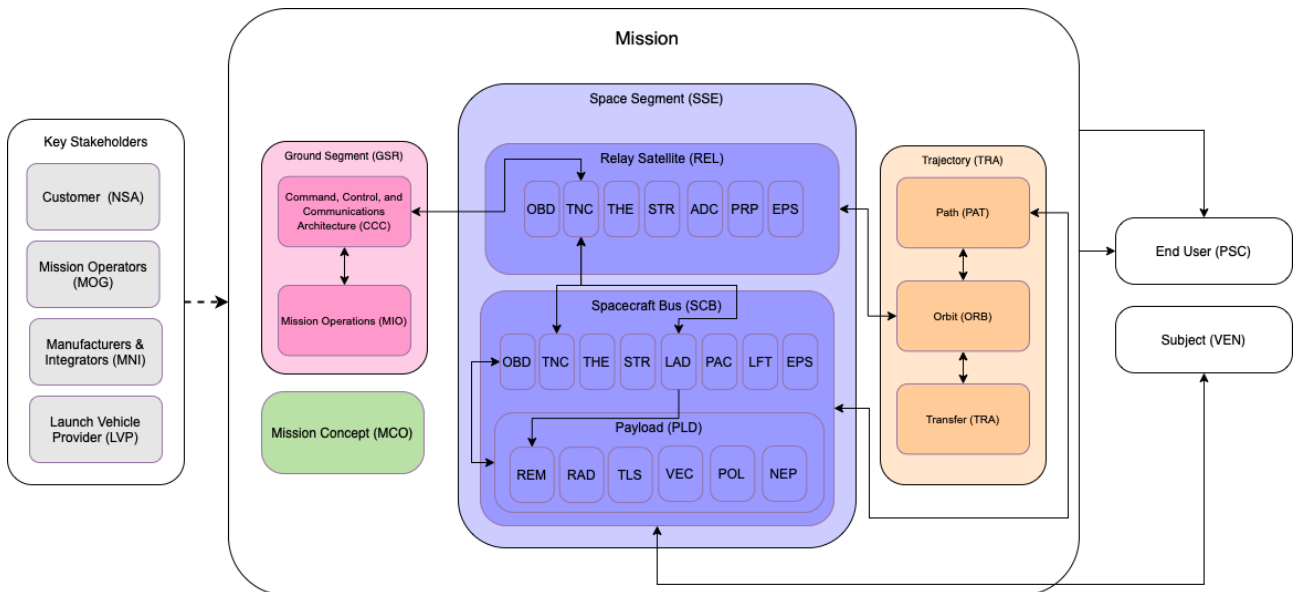 Mission
Key Stakeholders
Customer (NSA)
Mission Operators
(MOG)
Manufacturers &
Integrators (MNI)
Launch Vehicle
Provider (LVP)
Ground Segment (GSR)
Command, Control, and
Communications
Architecture (CCC)
Mission Operations (MIO)
Mission Concept (MCO)
Space Segment (SSE)
Relay Satellite (REL)
OBD TNC THE STR ADC PRP EPS
Spacecraft Bus (SCB)
OBD TNC THE STR LAD PAC LFT EPS
Payload (PLD)
REM RAD TLS VEC POL NEP
Trajectory (TRA)
Path (PAT)
Orbit (ORB)
Transfer (TRA)
End User (PSC)
Subject (VEN)